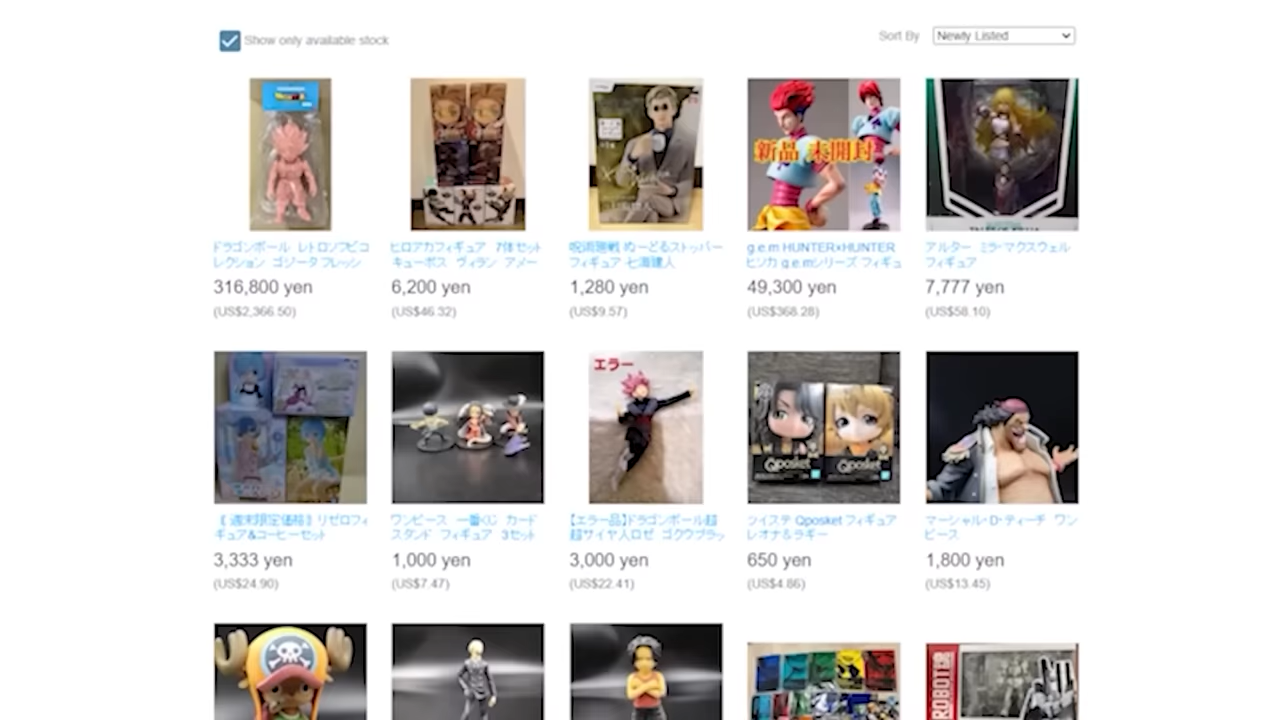 Show only available stock
Sort By
Newly Listed
新品 未開封
ドラゴンボール レトロソフビコ
レクション ゴジータ フレッシ
316,800 yen
(US$2,366.50)
ヒロアカフィギュア 7体セット
キューポス ヴィラン アメー
6,200 yen
(US$46.32)
呪術廻戦 ぬーどるストッパー
フィギュア 七海建人
1,280 yen
(US$9.57)
g.e.m HUNTER×HUNTER
ヒソカ g.e.mシリーズ フィギュ
49,300 yen
(US$368.28)
アルター ミラ・マクスウェル
フィギュア
7,777 yen
(US$58.10)
エラー
Qposket
Qposket
〖週末限定価格〗リゼロフィ
ギュア&コーヒーセット
3,333 yen
(US$24.90)
ワンピース 一番くじ カード
スタンド フィギュア 3セット
1,000 yen
(US$7.47)
【エラー品】ドラゴンボール超
超サイヤ人ロゼ ゴクウブラッ
3,000 yen
(US$22.41)
ツイステ Qposket フィギュア
レオナ&ラギー
650 yen
(US$4.86)
マーシャル・D・ティーチ ワン
ピース
1,800 yen
(US$13.45)